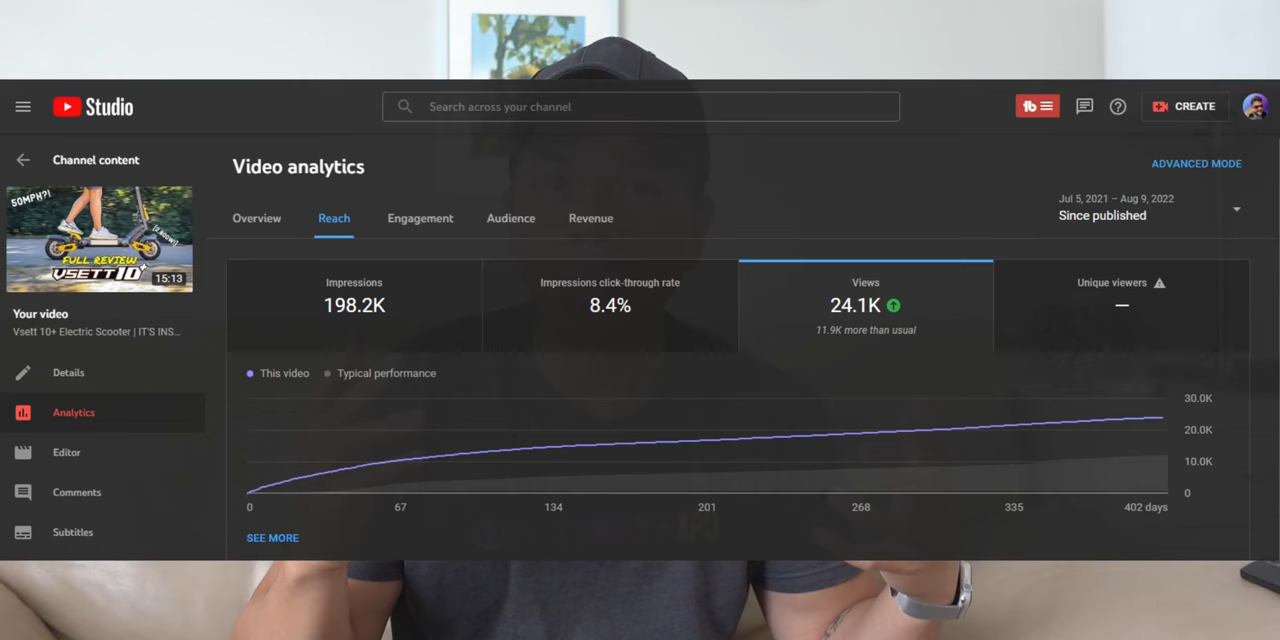 Studio
Search across your channel
CREATE
Channel content
Video analytics
ADVANCED MODE
50MPH?!
[2,800W!]
FULL REVIEW
VSETT 10+
15:13
Overview
Reach
Engagement
Audience
Revenue
Jul 5, 2021 – Aug 9, 2022
Since published
Impressions
198.2K
Impressions click-through rate
8.4%
Views
24.1K
11.9K more than usual
Unique viewers
—
Your video
Vsett 10+ Electric Scooter | IT'S INS...
Details
Analytics
Editor
Comments
Subtitles
This video
Typical performance
30.0K
20.0K
10.0K
0
0
67
134
201
268
335
402 days
SEE MORE